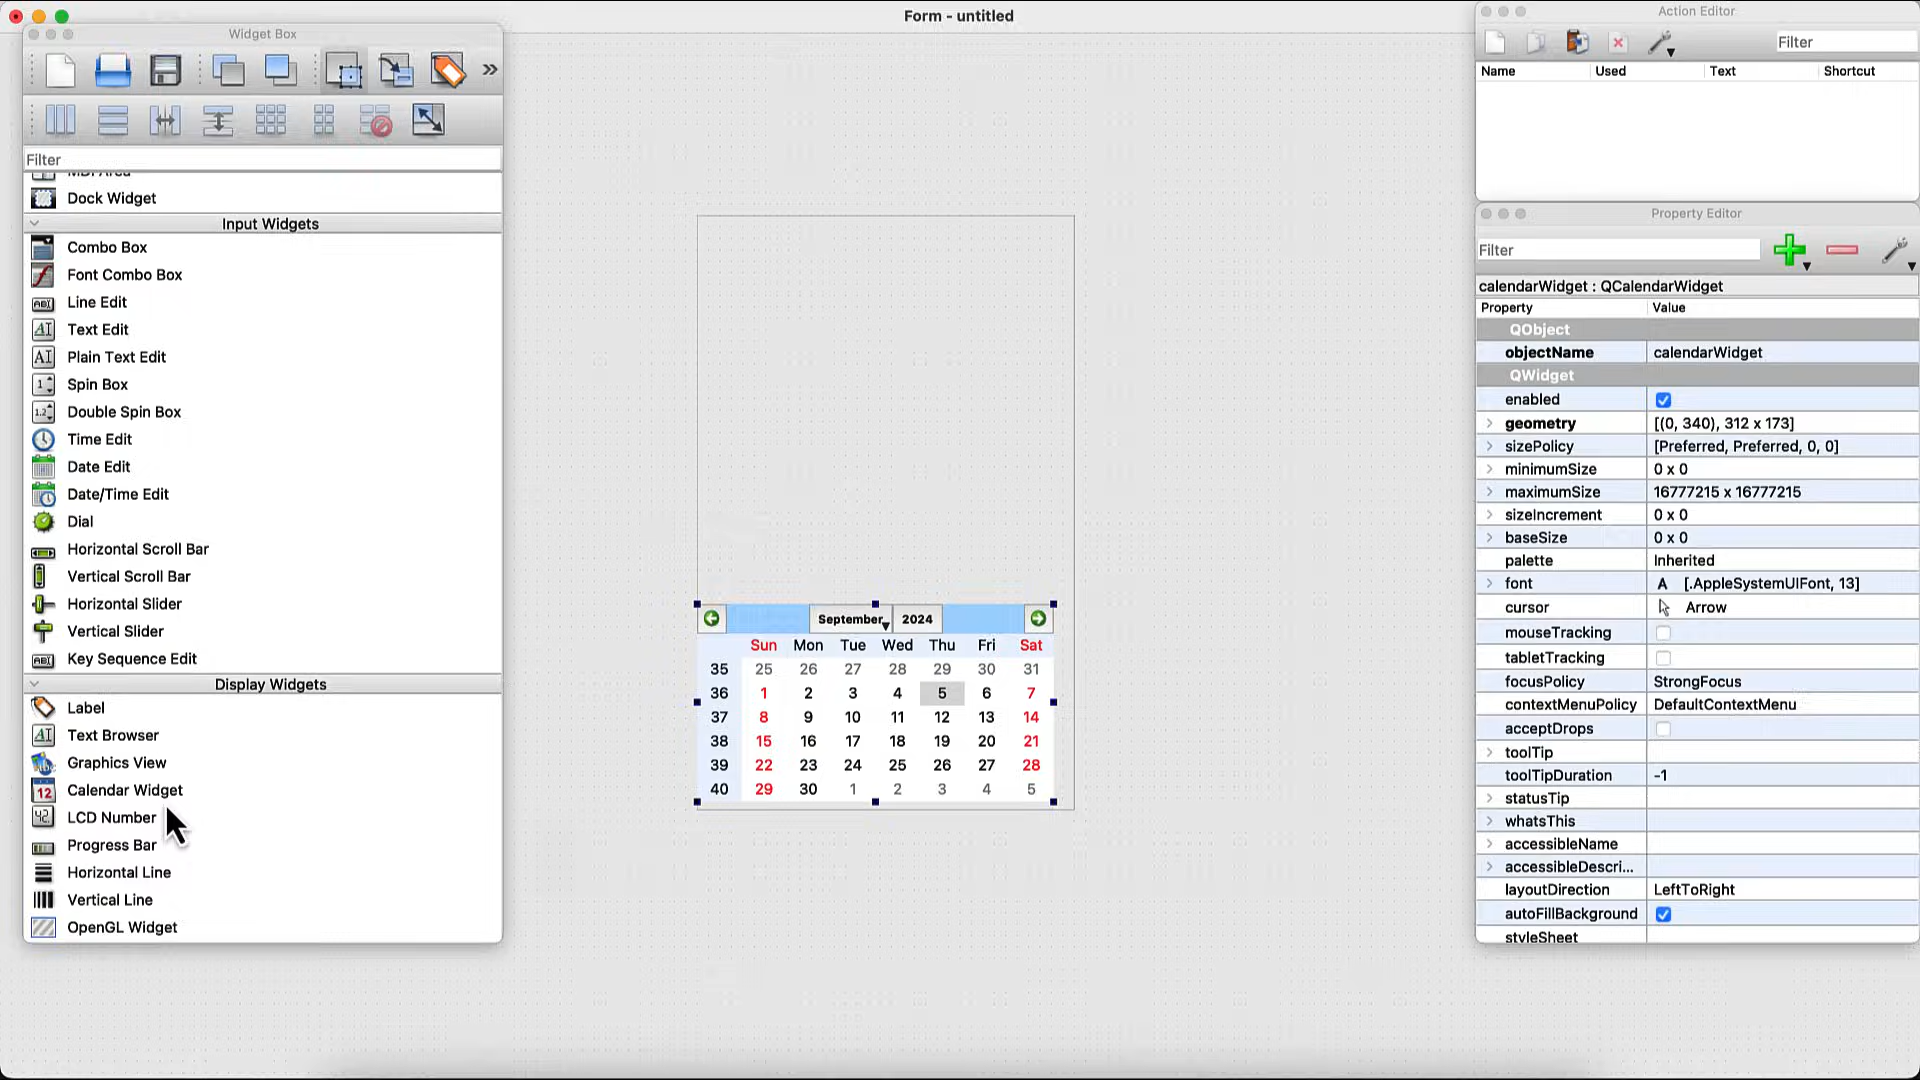 Form - untitled
Widget Box
Filter
MDI Area
Dock Widget
Input Widgets
Combo Box
Font Combo Box
Line Edit
Text Edit
Plain Text Edit
Spin Box
Double Spin Box
Time Edit
Date Edit
Date/Time Edit
Dial
Horizontal Scroll Bar
Vertical Scroll Bar
Horizontal Slider
Vertical Slider
Key Sequence Edit
Display Widgets
Label
Text Browser
Graphics View
Calendar Widget
LCD Number
Progress Bar
Horizontal Line
Vertical Line
OpenGL Widget
September 2024
Sun Mon Tue Wed Thu Fri Sat
35 25 26 27 28 29 30 31
36 1 2 3 4 5 6 7
37 8 9 10 11 12 13 14
38 15 16 17 18 19 20 21
39 22 23 24 25 26 27 28
40 29 30 1 2 3 4 5
Action Editor
Filter
Name Used Text Shortcut
Property Editor
Filter
calendarWidget : QCalendarWidget
Property Value
QObject
objectName calendarWidget
QWidget
enabled
geometry [(0, 340), 312 x 173]
sizePolicy [Preferred, Preferred, 0, 0]
minimumSize 0 x 0
maximumSize 16777215 x 16777215
sizeIncrement 0 x 0
baseSize 0 x 0
palette Inherited
font A [.AppleSystemUIFont, 13]
cursor Arrow
mouseTracking
tabletTracking
focusPolicy StrongFocus
contextMenuPolicy DefaultContextMenu
acceptDrops
toolTip
toolTipDuration -1
statusTip
whatsThis
accessibleName
accessibleDescri...
layoutDirection LeftToRight
autoFillBackground
styleSheet